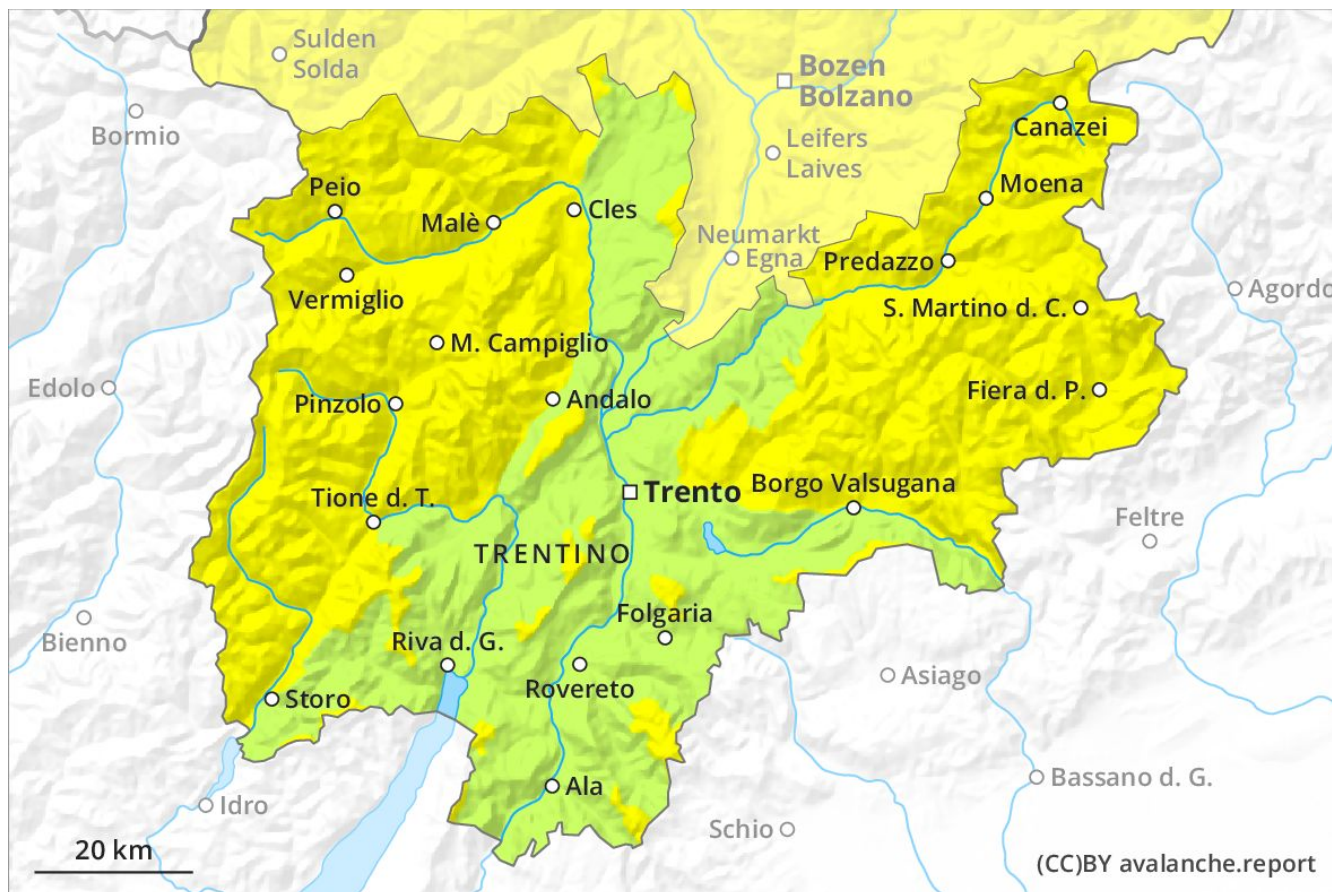 Sulden
Solda
Bozen
Bolzano
Bormio
Canazei
Leifers
Laives
Peio
Moena
Malè
Cles
Neumarkt
Egna
Predazzo
Vermiglio
Agordo
S. Martino d. C.
M. Campiglio
Edolo
Pinzolo
Andalo
Fiera d. P.
Trento
Borgo Valsugana
Tione d. T.
Feltre
TRENTINO
Folgaria
Bienno
Riva d. G.
Asiago
Rovereto
Storo
Bassano d. G.
Ala
Idro
Schio
20 km
(CC)BY avalanche.report